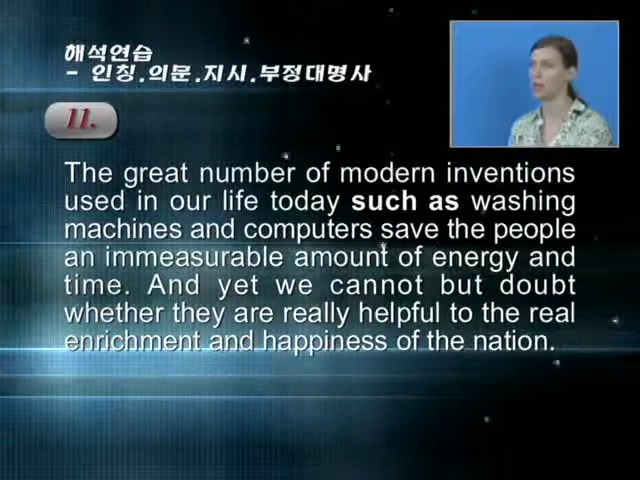 해석연습
- 인칭.의문.지시.부정대명사
11.
The great number of modern inventions
used in our life today such as washing
machines and computers save the people
an immeasurable amount of energy and
time. And yet we cannot but doubt
whether they are really helpful to the real
enrichment and happiness of the nation.